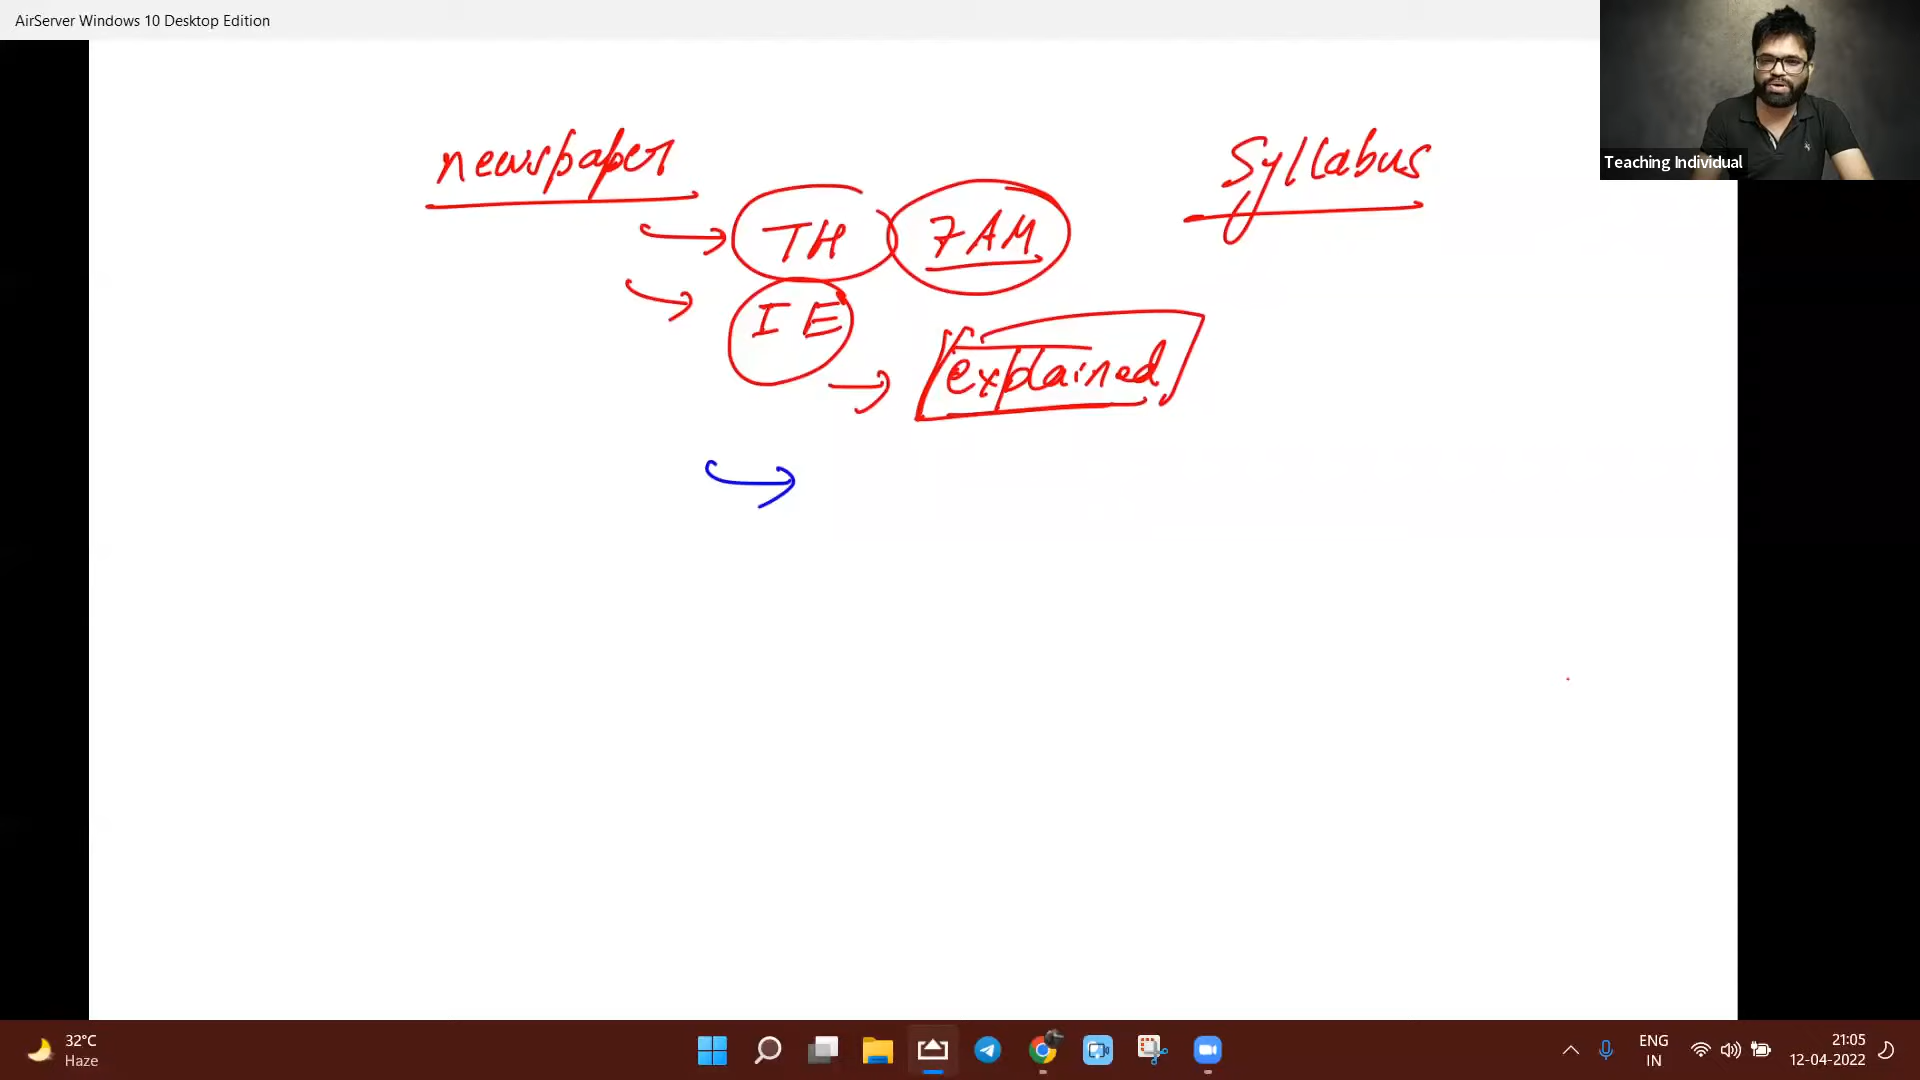 AirServer Windows 10 Desktop Edition
Teaching Individual
newspaper
Syllabus
TH 7AM
IE
explained
32°C
Haze
ENG
IN
21:05
12-04-2022